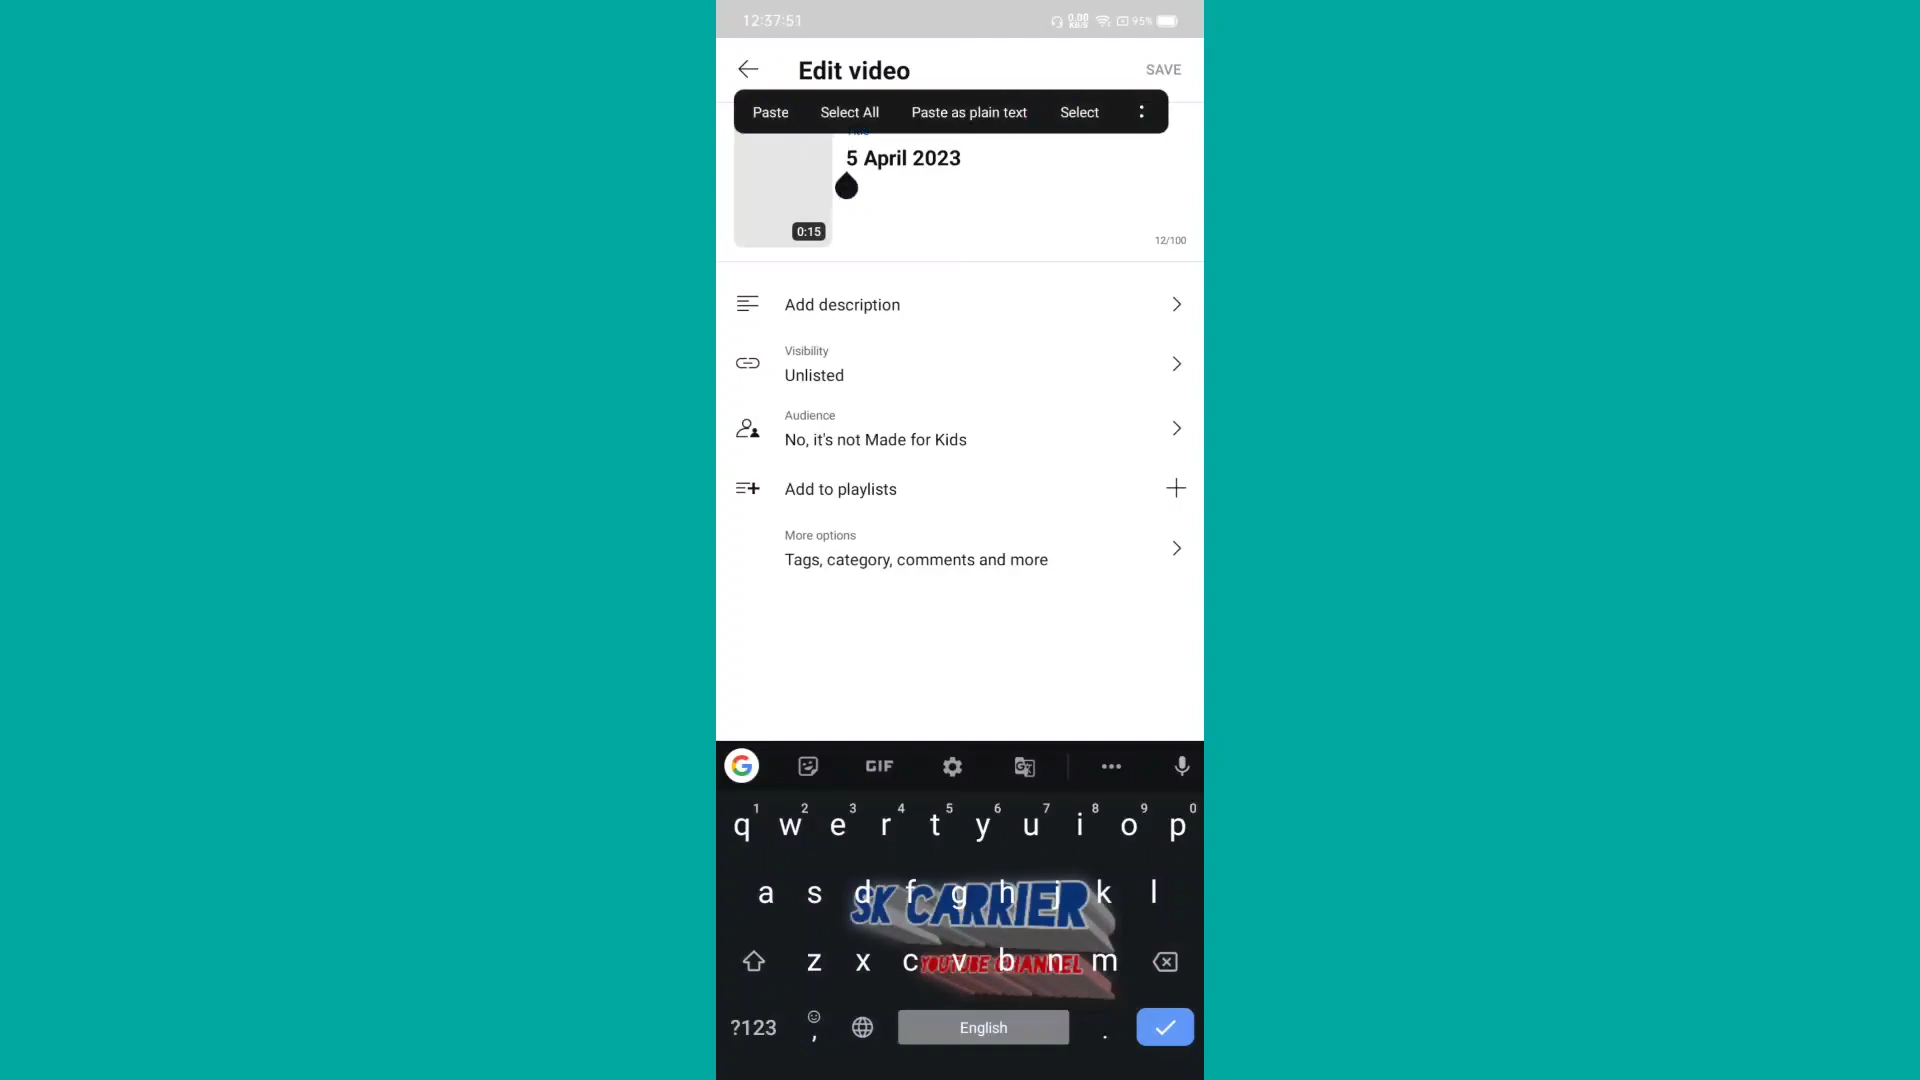 12:37:51
0.00
KB/S
95%
Edit video
SAVE
Paste Select All Paste as plain text Select
Title
5 April 2023
0:15
12/100
Add description
Visibility
Unlisted
Audience
No, it's not Made for Kids
Add to playlists
More options
Tags, category, comments and more
G GIF G
1 2 3 4 5 6 7 8 9 0
q w e r t y u i o p
a s d f g h j k l
SK CARRIER
z x c v b n m
YOUTUBE CHANNEL
?123 , English .